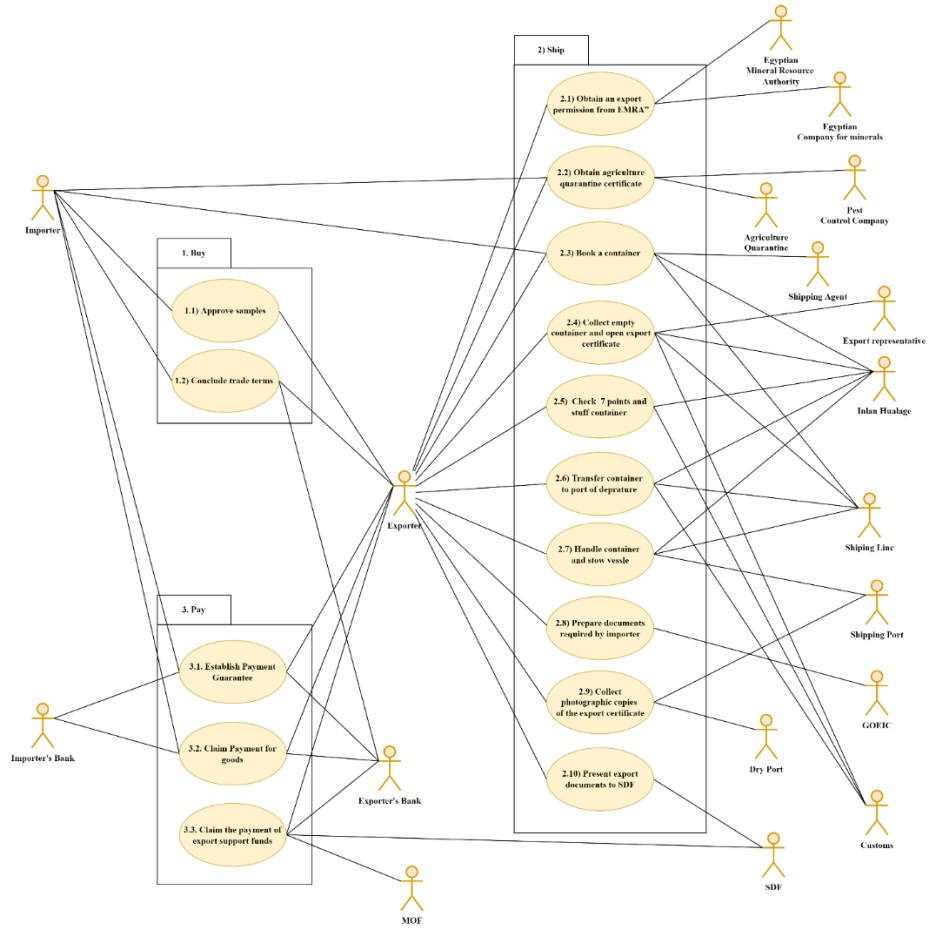 Egyptian
Mineral Resource
Authority
2) Ship
2.1) Obtain an export
permission from EMRA”
Egyptian
Company for minerals
2.2) Obtain agriculture
quarantine certificate
Pest
Control Company
Importer
Agriculture
Quarantine
1. Buy
2.3) Book a container
Shipping Agent
1.1) Approve samples
2.4) Collect empty
container and open export
certificate
Export representative
1.2) Conclude trade terms
2.5) Check 7 points and
stuff container
Inlan Hualage
2.6) Transfer container
to port of deprature
Exporter
Shiping Line
2.7) Handle container
and stow vessle
3. Pay
Shipping Port
2.8) Prepare documents
required by importer
3.1. Establish Payment
Guarantee
2.9) Collect
photographic copies
of the export certificate
GOEIC
Importer's Bank
3.2. Claim Payment for
goods
Dry Port
Exporter's Bank
2.10) Present export
documents to SDF
3.3. Claim the payment of
export support funds
Customs
SDF
MOF